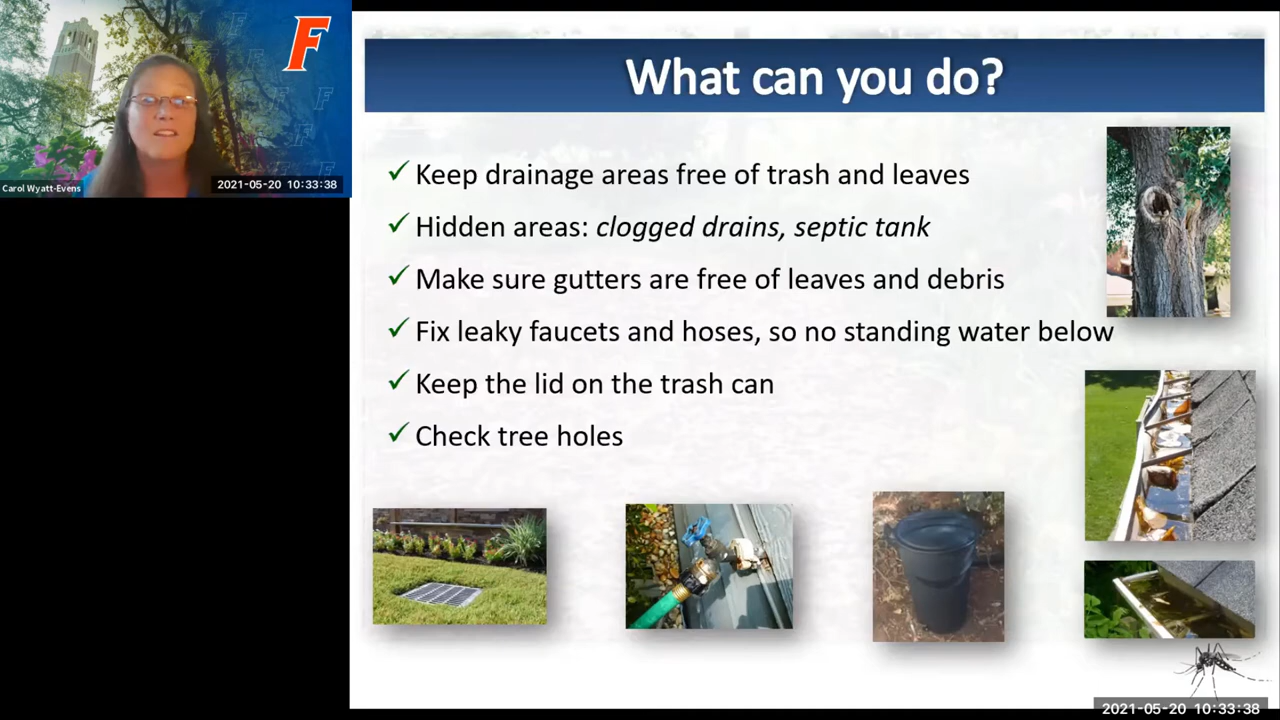 F
Carol Wyatt-Evens
2021-05-20 10:33:38
What can you do?
✓ Keep drainage areas free of trash and leaves
✓ Hidden areas: clogged drains, septic tank
✓ Make sure gutters are free of leaves and debris
✓ Fix leaky faucets and hoses, so no standing water below
✓ Keep the lid on the trash can
✓ Check tree holes
2021-05-20 10:33:38